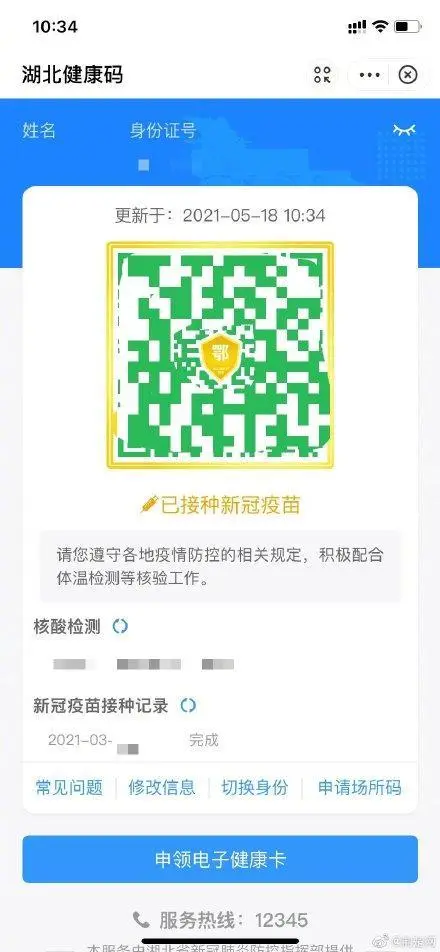 10:34
湖北健康码
姓名 身份证号
更新于：2021-05-18 10:34
鄂
已接种新冠疫苗
请您遵守各地疫情防控的相关规定，积极配合
体温检测等核验工作。
核酸检测
新冠疫苗接种记录
2021-03- 完成
常见问题 修改信息 切换身份 申请场所码
申领电子健康卡
服务热线：12345
本服务由湖北省新冠肺炎防控指挥部提供